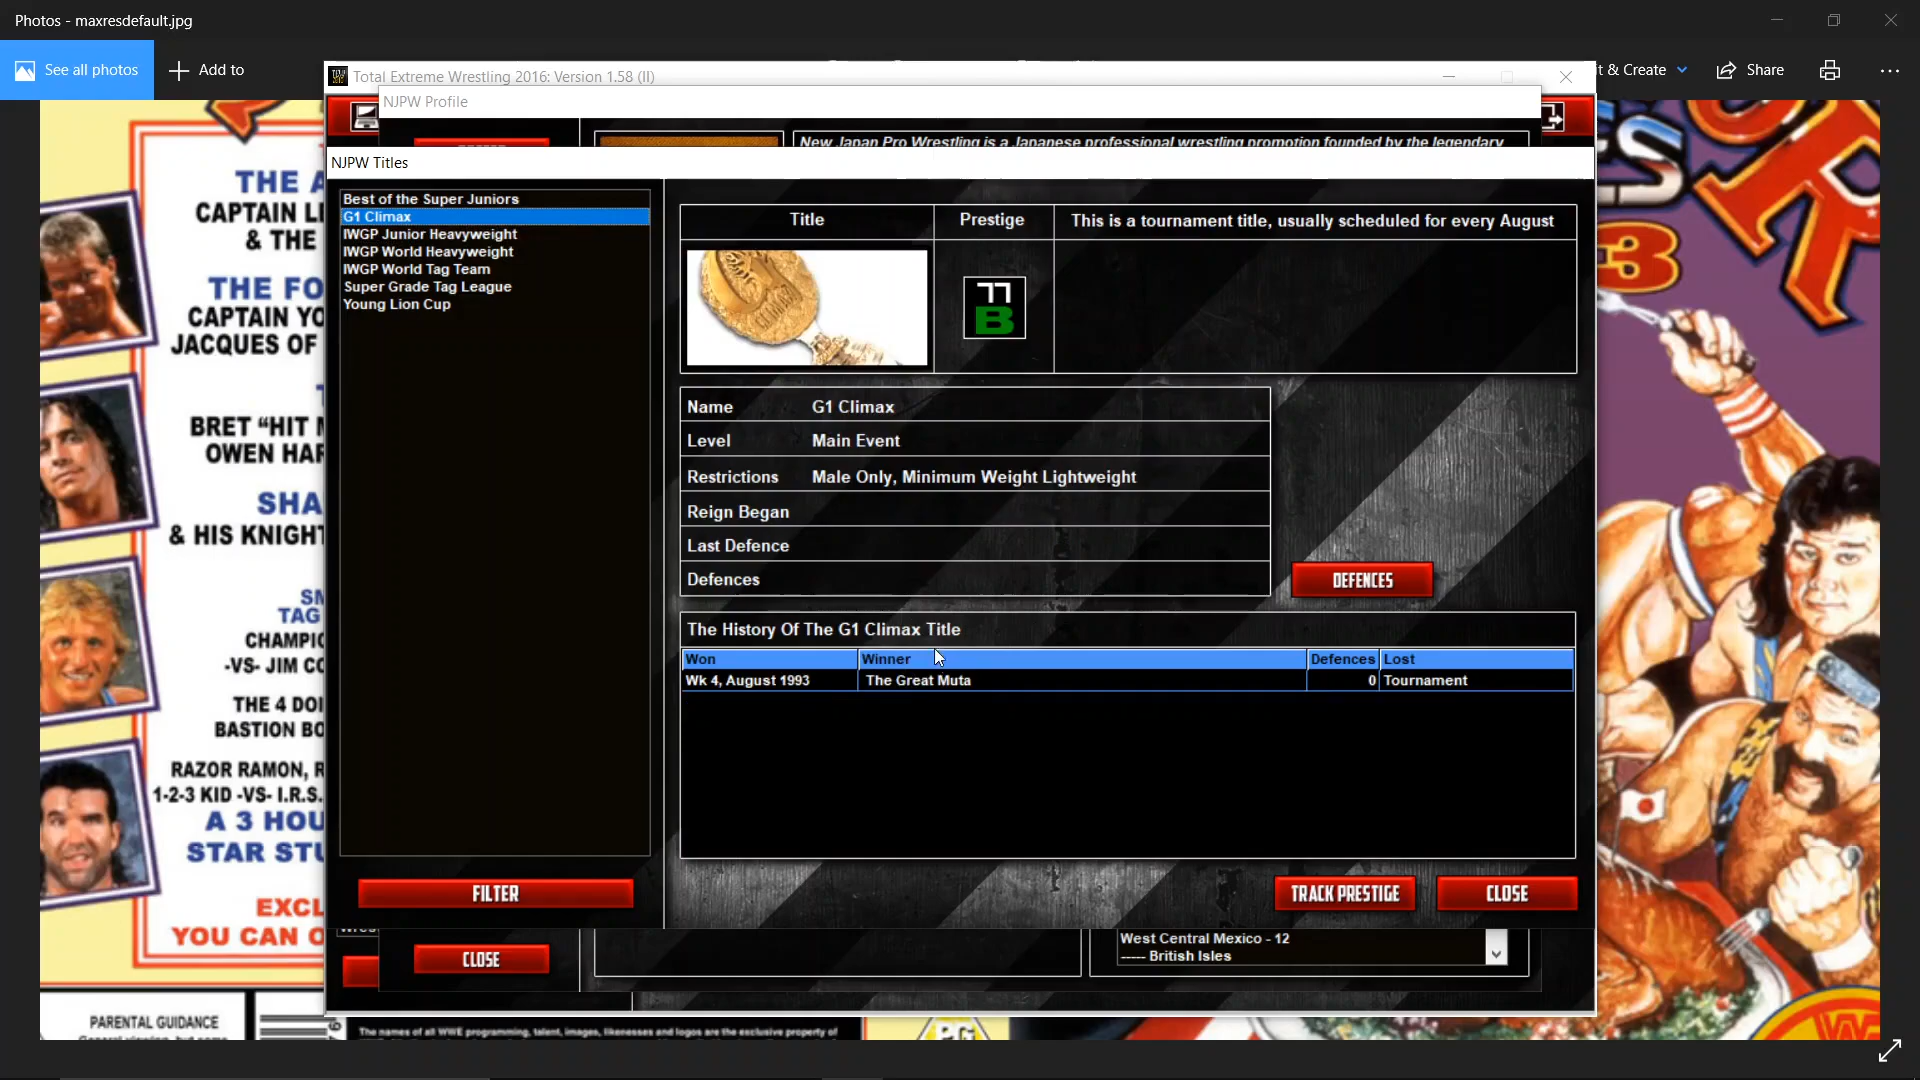 Photos - maxresdefault.jpg
See all photos
Add to
t & Create
Share
Total Extreme Wrestling 2016: Version 1.58 (II)
NJPW Profile
New Japan Pro Wrestling is a Japanese professional wrestling promotion founded by the legendary
NJPW Titles
Best of the Super Juniors
G1 Climax
IWGP Junior Heavyweight
IWGP World Heavyweight
IWGP World Tag Team
Super Grade Tag League
Young Lion Cup
FILTER
Title
Prestige
This is a tournament title, usually scheduled for every August
B
Name G1 Climax
Level Main Event
Restrictions Male Only, Minimum Weight Lightweight
Reign Began
Last Defence
Defences
DEFENCES
The History Of The G1 Climax Title
Won Winner Defences Lost
Wk 4, August 1993 The Great Muta 0 Tournament
TRACK PRESTIGE
CLOSE
CLOSE
West Central Mexico - 12
----- British Isles
THE A
CAPTAIN L
& THE
THE FO
CAPTAIN YO
JACQUES OF
BRET “HIT
OWEN HAR
SHA
& HIS KNIGHT
TAG
CHAMPIO
-VS- JIM CO
THE 4 DOI
BASTION BO
RAZOR RAMON, R
1-2-3 KID -VS- I.R.S.
A 3 HOU
STAR STU
EXCL
YOU CAN O
PARENTAL GUIDANCE
The names of all WWE programming, talent, images, likenesses and logos are the exclusive property of
PG
3